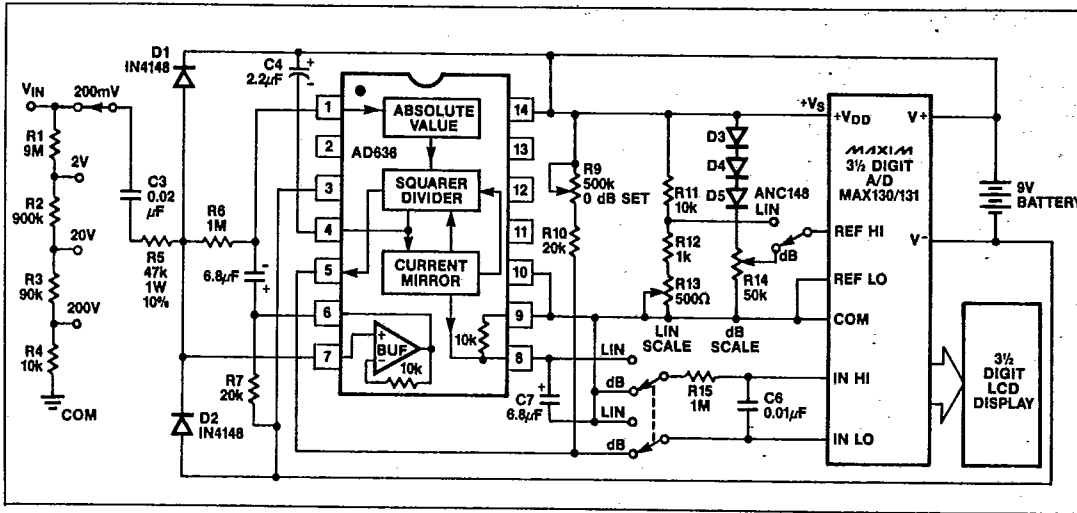 D1
IN4148
C4
2.2µF
+
-
VIN
200mV
R1
9M
2V
R2
900k
20V
R3
90k
200V
R4
10k
COM
C3
0.02
µF
R5
47k
1W
10%
R6
1M
6.8µF
-
+
R7
20k
D2
IN4148
1
2
3
4
5
6
7
AD636
ABSOLUTE
VALUE
SQUARER
DIVIDER
CURRENT
MIRROR
+
BUF
-
10k
10k
14
13
12
11
10
9
8
+
C7
6.8µF
R9
500k
0 dB SET
R10
20k
R11
10k
R12
1k
R13
500Ω
LIN
SCALE
D3
D4
D5
ANC148
LIN
dB
R14
50k
dB
SCALE
LIN
dB
LIN
dB
R15
1M
C6
0.01µF
+VS
+VDD
V+
MAXIM
3½ DIGIT
A/D
MAX130/131
V-
REF HI
REF LO
COM
IN HI
IN LO
9V
BATTERY
3½
DIGIT
LCD
DISPLAY